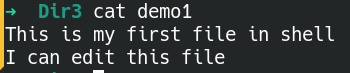 ➜ Dir3 cat demo1
This is my first file in shell
I can edit this file